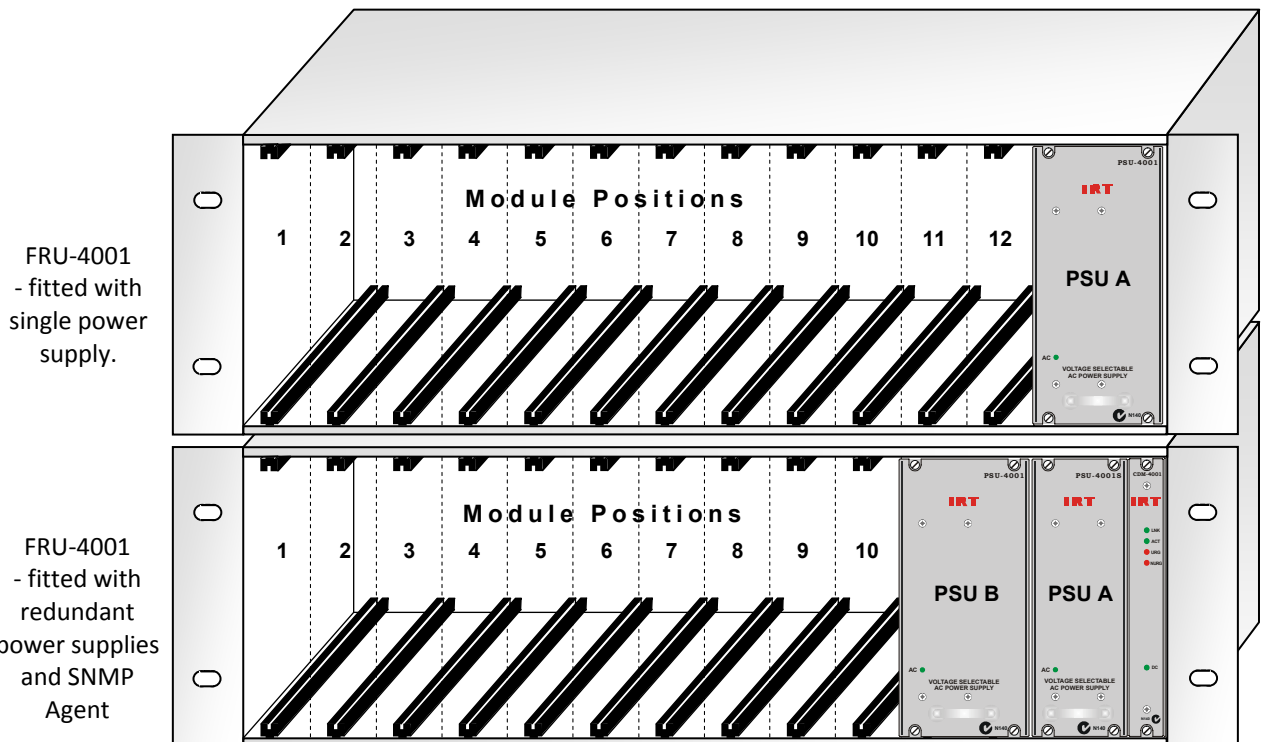 FRU-4001
- fitted with
single power
supply.
Module Positions
1 2 3 4 5 6 7 8 9 10 11 12
PSU-4001
IRT
PSU A
AC
VOLTAGE SELECTABLE
AC POWER SUPPLY
N140
FRU-4001
- fitted with
redundant
power supplies
and SNMP
Agent
Module Positions
1 2 3 4 5 6 7 8 9 10
PSU-4001
IRT
PSU B
AC
VOLTAGE SELECTABLE
AC POWER SUPPLY
N140
PSU-4001S
IRT
PSU A
AC
VOLTAGE SELECTABLE
AC POWER SUPPLY
N140
CDM-4001
IRT
LNK
ACT
URG
NURG
DC
N140